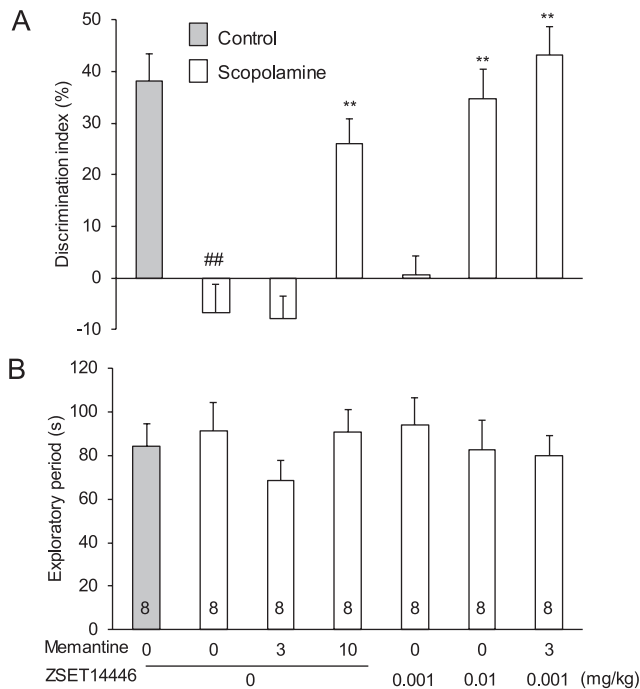 A
50
40
30
20
10
0
-10
Discrimination index (%)
Control
Scopolamine
##
**
**
**
B
120
100
80
60
40
20
0
Exploratory period (s)
8 8 8 8 8 8 8
Memantine 0 0 3 10 0 0 3
ZSET14446 0 0.001 0.01 0.001 (mg/kg)